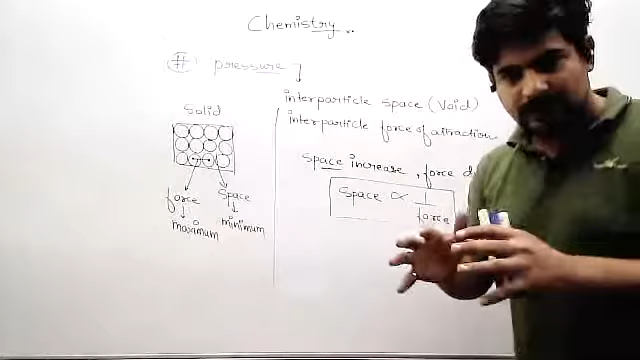 Chemistry..
# pressure
Solid
force
maximum
Space
minimum
interparticle space (Void)
interparticle force of attraction
Space increase, force d
Space ∝ 1/force